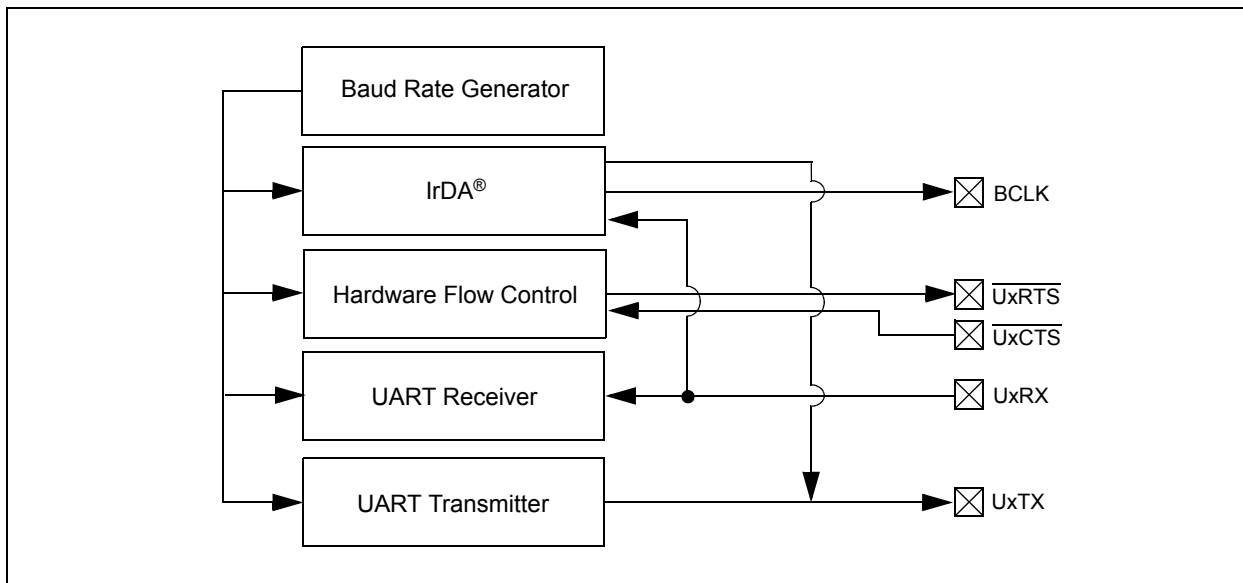 Baud Rate Generator
IrDA®
BCLK
Hardware Flow Control
UxRTS
UxCTS
UART Receiver
UxRX
UART Transmitter
UxTX